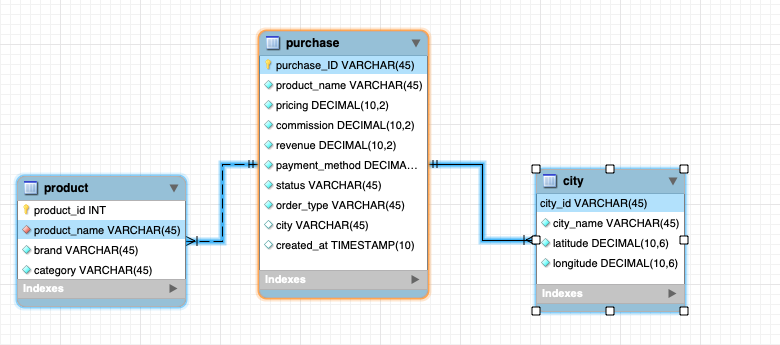 purchase
purchase_ID VARCHAR(45)
product_name VARCHAR(45)
pricing DECIMAL(10,2)
commission DECIMAL(10,2)
revenue DECIMAL(10,2)
payment_method DECIMA...
status VARCHAR(45)
order_type VARCHAR(45)
city VARCHAR(45)
created_at TIMESTAMP(10)
Indexes
product
product_id INT
product_name VARCHAR(45)
brand VARCHAR(45)
category VARCHAR(45)
Indexes
city
city_id VARCHAR(45)
city_name VARCHAR(45)
latitude DECIMAL(10,6)
longitude DECIMAL(10,6)
Indexes